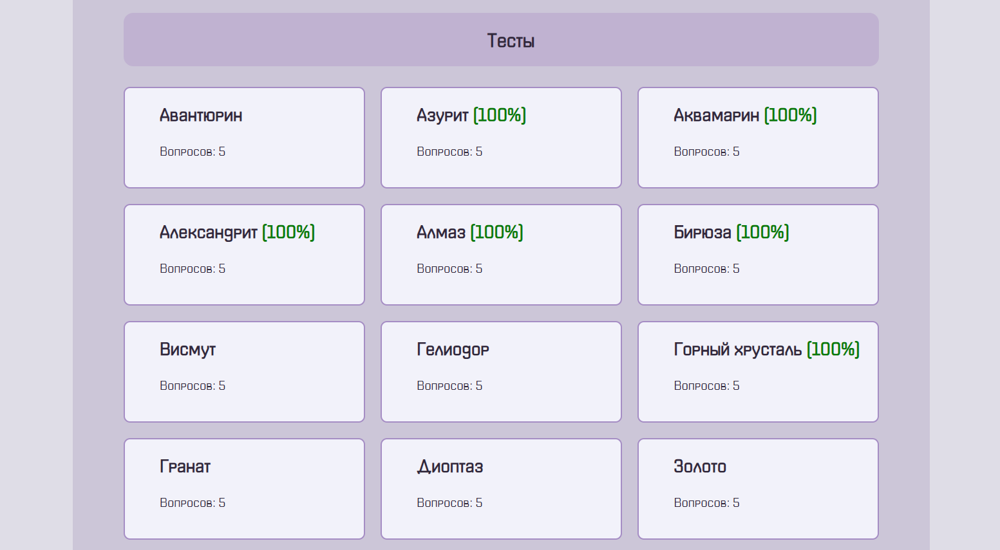 Тесты
Авантюрин
Вопросов: 5
Азурит (100%)
Вопросов: 5
Аквамарин (100%)
Вопросов: 5
Александрит (100%)
Вопросов: 5
Алмаз (100%)
Вопросов: 5
Бирюза (100%)
Вопросов: 5
Висмут
Вопросов: 5
Гелиодор
Вопросов: 5
Горный хрусталь (100%)
Вопросов: 5
Гранат
Вопросов: 5
Диоптаз
Вопросов: 5
Золото
Вопросов: 5